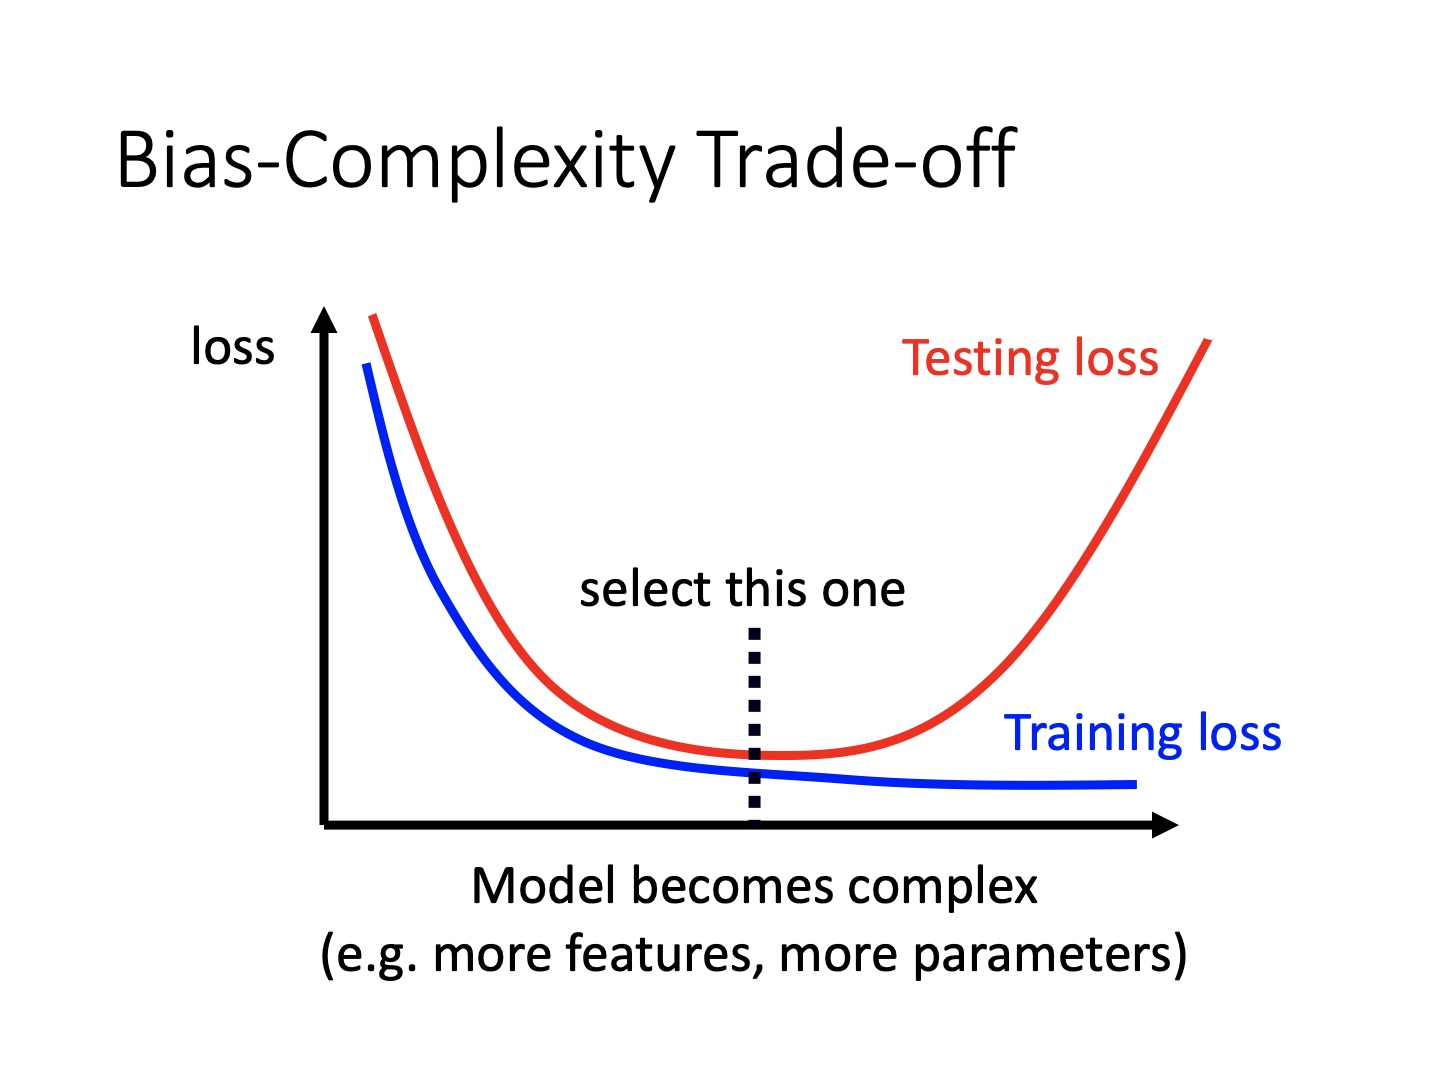 Bias-Complexity Trade-off
loss
Testing loss
select this one
Training loss
Model becomes complex
(e.g. more features, more parameters)